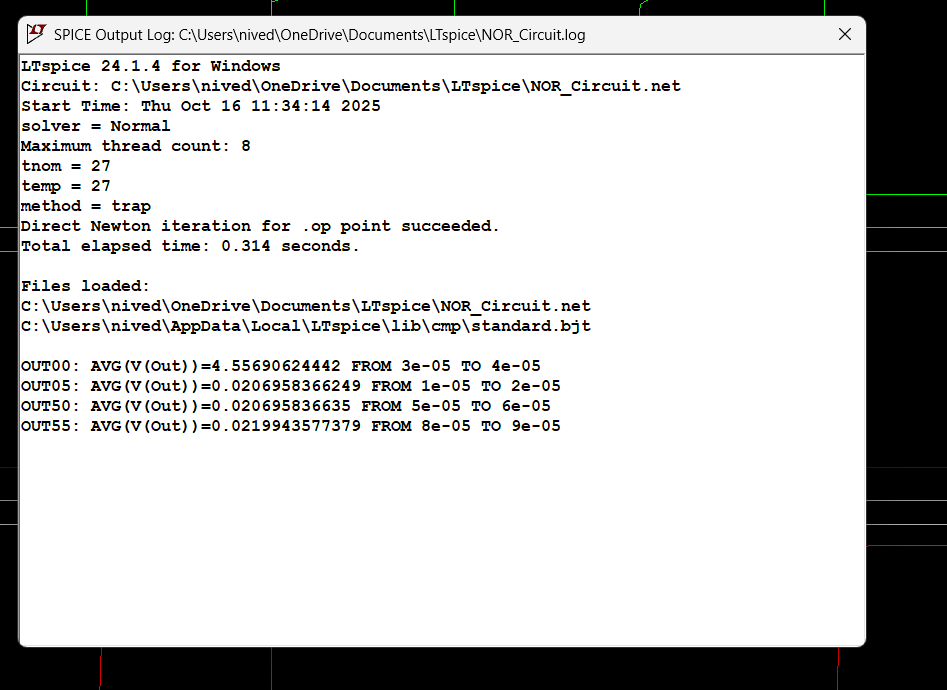 SPICE Output Log: C:\Users\nived\OneDrive\Documents\LTspice\NOR_Circuit.log
LTspice 24.1.4 for Windows
Circuit: C:\Users\nived\OneDrive\Documents\LTspice\NOR_Circuit.net
Start Time: Thu Oct 16 11:34:14 2025
solver = Normal
Maximum thread count: 8
tnom = 27
temp = 27
method = trap
Direct Newton iteration for .op point succeeded.
Total elapsed time: 0.314 seconds.
Files loaded:
C:\Users\nived\OneDrive\Documents\LTspice\NOR_Circuit.net
C:\Users\nived\AppData\Local\LTspice\lib\cmp\standard.bjt
OUT00: AVG(V(Out))=4.55690624442 FROM 3e-05 TO 4e-05
OUT05: AVG(V(Out))=0.0206958366249 FROM 1e-05 TO 2e-05
OUT50: AVG(V(Out))=0.020695836635 FROM 5e-05 TO 6e-05
OUT55: AVG(V(Out))=0.0219943577379 FROM 8e-05 TO 9e-05